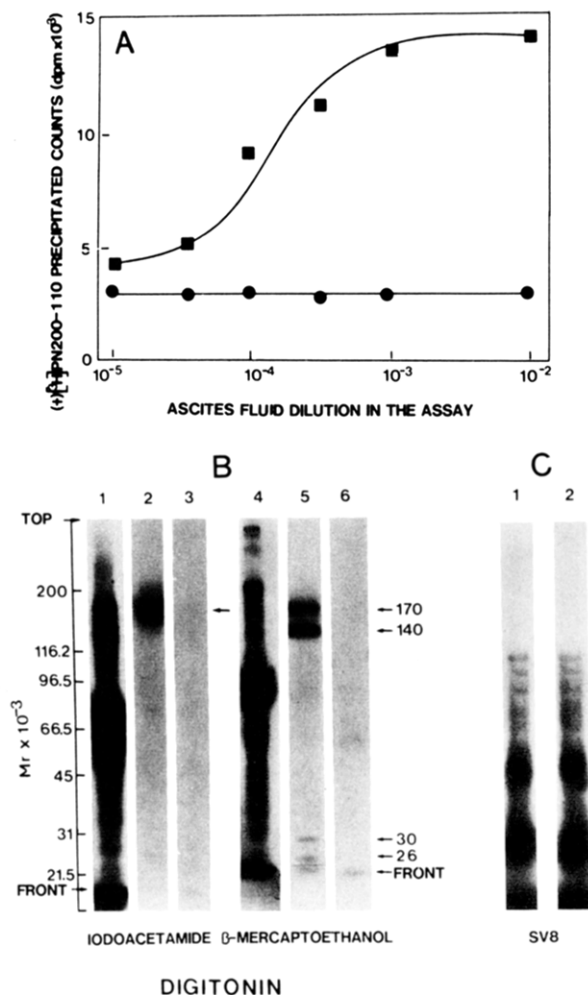 A
15
10
5
0
PN200-110 PRECIPITATED COUNTS (dpm x10³)
10⁻⁵ 10⁻⁴ 10⁻³ 10⁻²
ASCITES FLUID DILUTION IN THE ASSAY
B
C
1 2 3 4 5 6
1 2
TOP
200
116.2
96.5
66.5
45
31
21.5
FRONT
Mr x 10⁻³
170
140
30
26
FRONT
IODOACETAMIDE β-MERCAPTOETHANOL
SV8
DIGITONIN